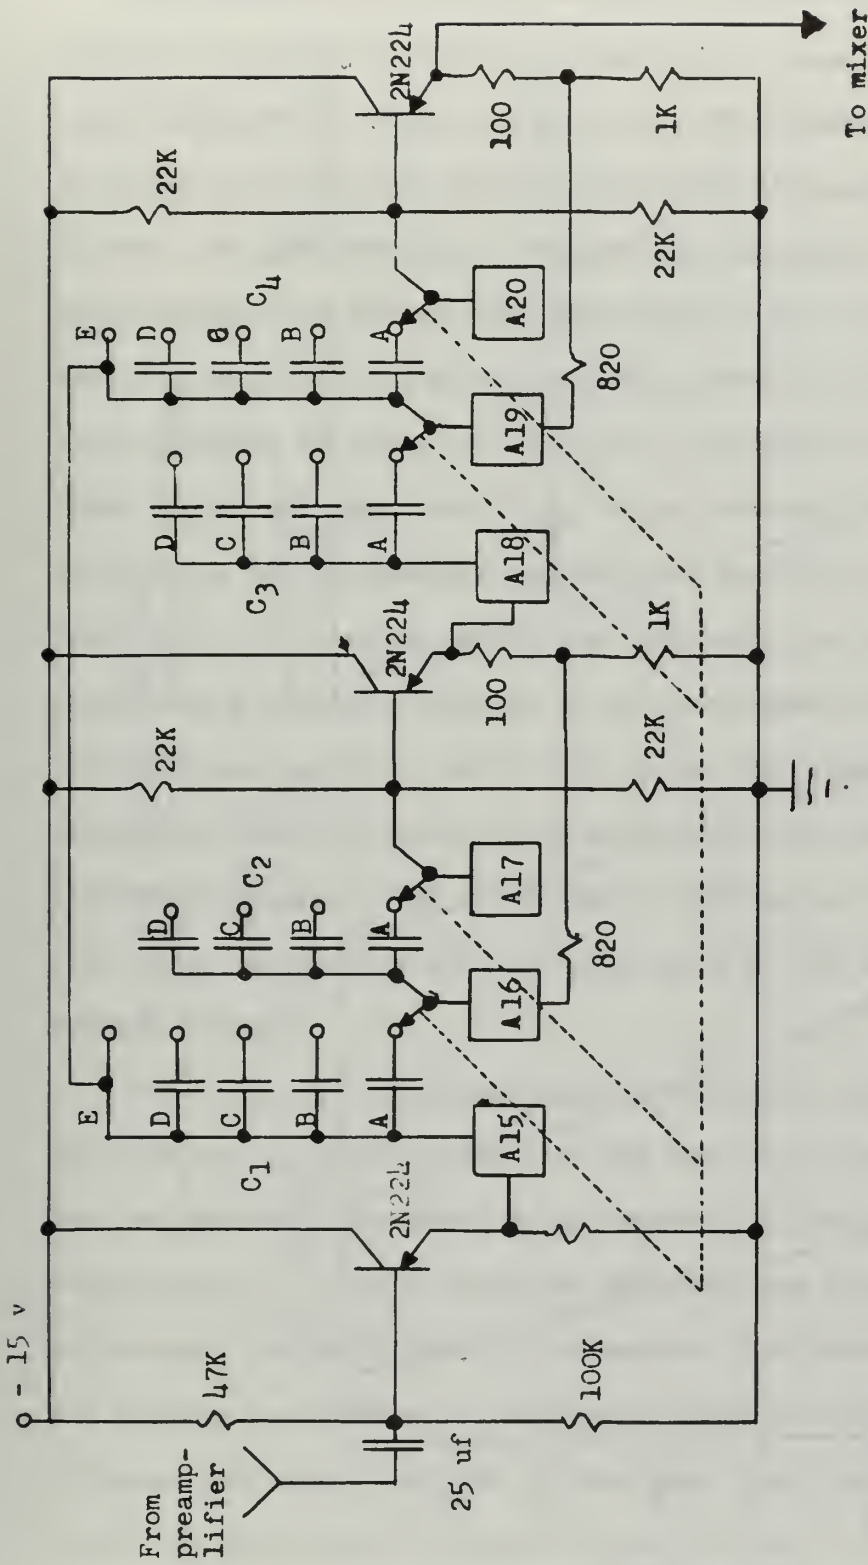 - 15 v
From
preamp-
lifier
25 uf
47K
100K
2N224
A15
C1
E
D
C
B
A
A16
C2
D
C
B
A
A17
820
22K
22K
2N224
100
1K
A18
C3
D
C
B
A
A19
C4
E
D
C
B
A
A20
820
22K
22K
2N224
100
1K
To mixer